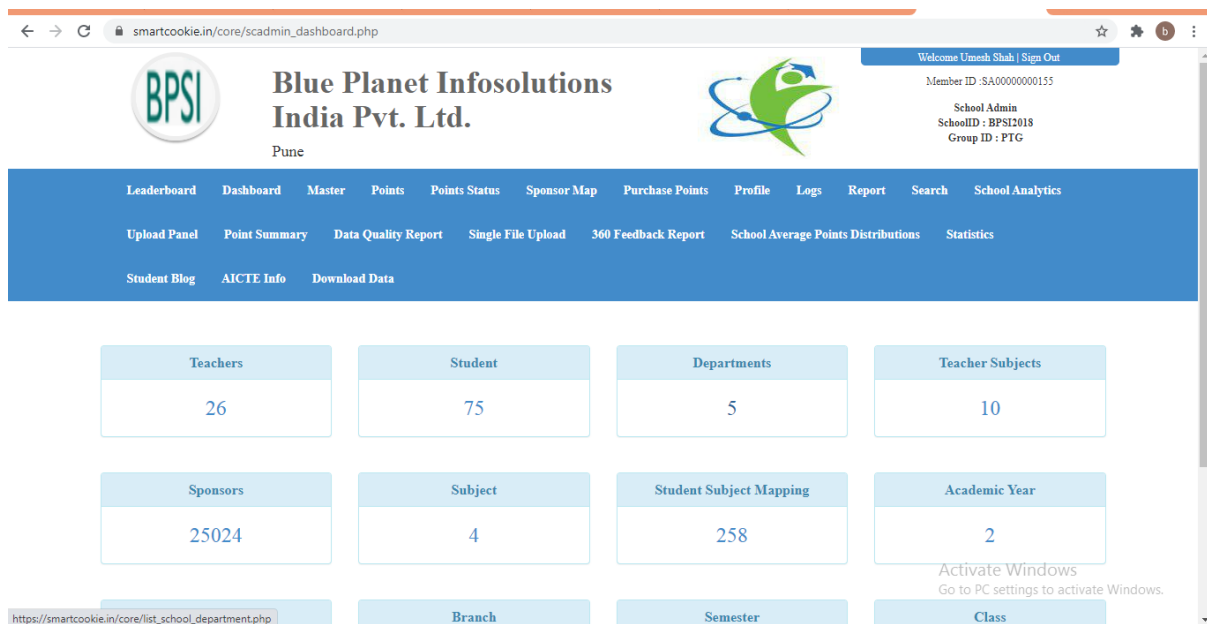 smartcookie.in/core/scadmin_dashboard.php
b
BPSI
Blue Planet Infosolutions
India Pvt. Ltd.
Pune
Welcome Umesh Shah | Sign Out
Member ID :SA00000000155
School Admin
SchoolID : BPSI2018
Group ID : PTG
Leaderboard Dashboard Master Points Points Status Sponsor Map Purchase Points Profile Logs Report Search School Analytics
Upload Panel Point Summary Data Quality Report Single File Upload 360 Feedback Report School Average Points Distributions Statistics
Student Blog AICTE Info Download Data
Teachers Student Departments Teacher Subjects
26 75 5 10
Sponsors Subject Student Subject Mapping Academic Year
25024 4 258 2
Activate Windows
Go to PC settings to activate Windows.
Branch Semester Class
https://smartcookie.in/core/list_school_department.php